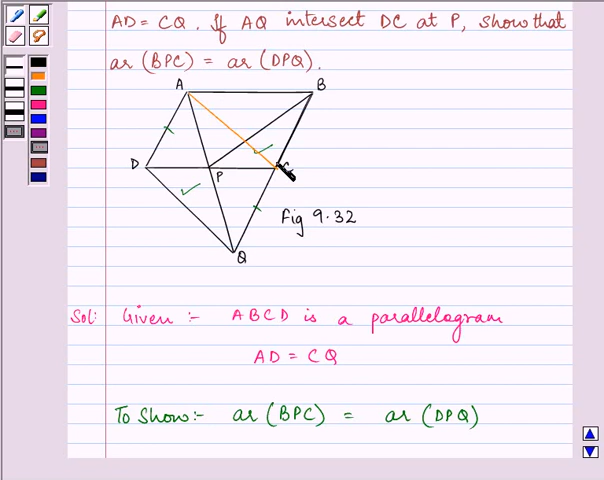 AD = CQ. If AQ intersect DC at P, show that
ar (BPC) = ar (DPQ).
A
B
D
P
C
Q
Fig 9.32
Sol: Given :- ABCD is a parallelogram
AD = CQ
To Show:- ar (BPC) = ar (DPQ)